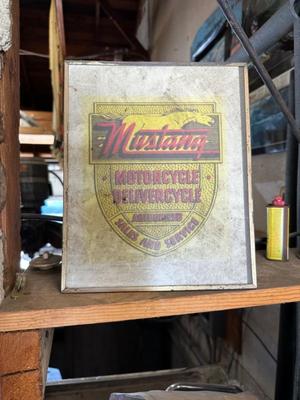 Mustang
MOTORCYCLE
DELIVERCYCLE
AUTHORIZED
SALES AND SERVICE